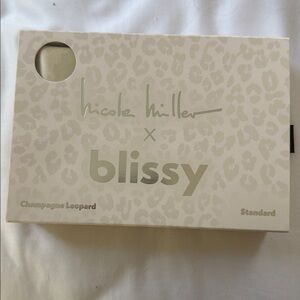 nicole miller
X
blissy
Champagne Leopard
Standard